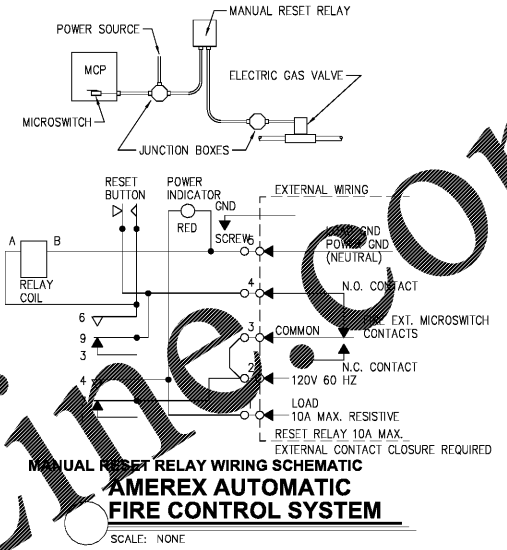 MANUAL RESET RELAY
POWER SOURCE
MCP
ELECTRIC GAS VALVE
MICROSWITCH
JUNCTION BOXES
RESET BUTTON
POWER INDICATOR
RED
GND
SCREW
EXTERNAL WIRING
LOAD GND
POWER GND
(NEUTRAL)
A
B
RELAY COIL
6
4
N.O. CONTACT
6
9
3
3
COMMON
FIRE EXT. MICROSWITCH
CONTACTS
N.C. CONTACT
4
2
120V 60 HZ
LOAD
10A MAX. RESISTIVE
RESET RELAY 10A MAX.
EXTERNAL CONTACT CLOSURE REQUIRED
MANUAL RESET RELAY WIRING SCHEMATIC
AMEREX AUTOMATIC
FIRE CONTROL SYSTEM
SCALE: NONE